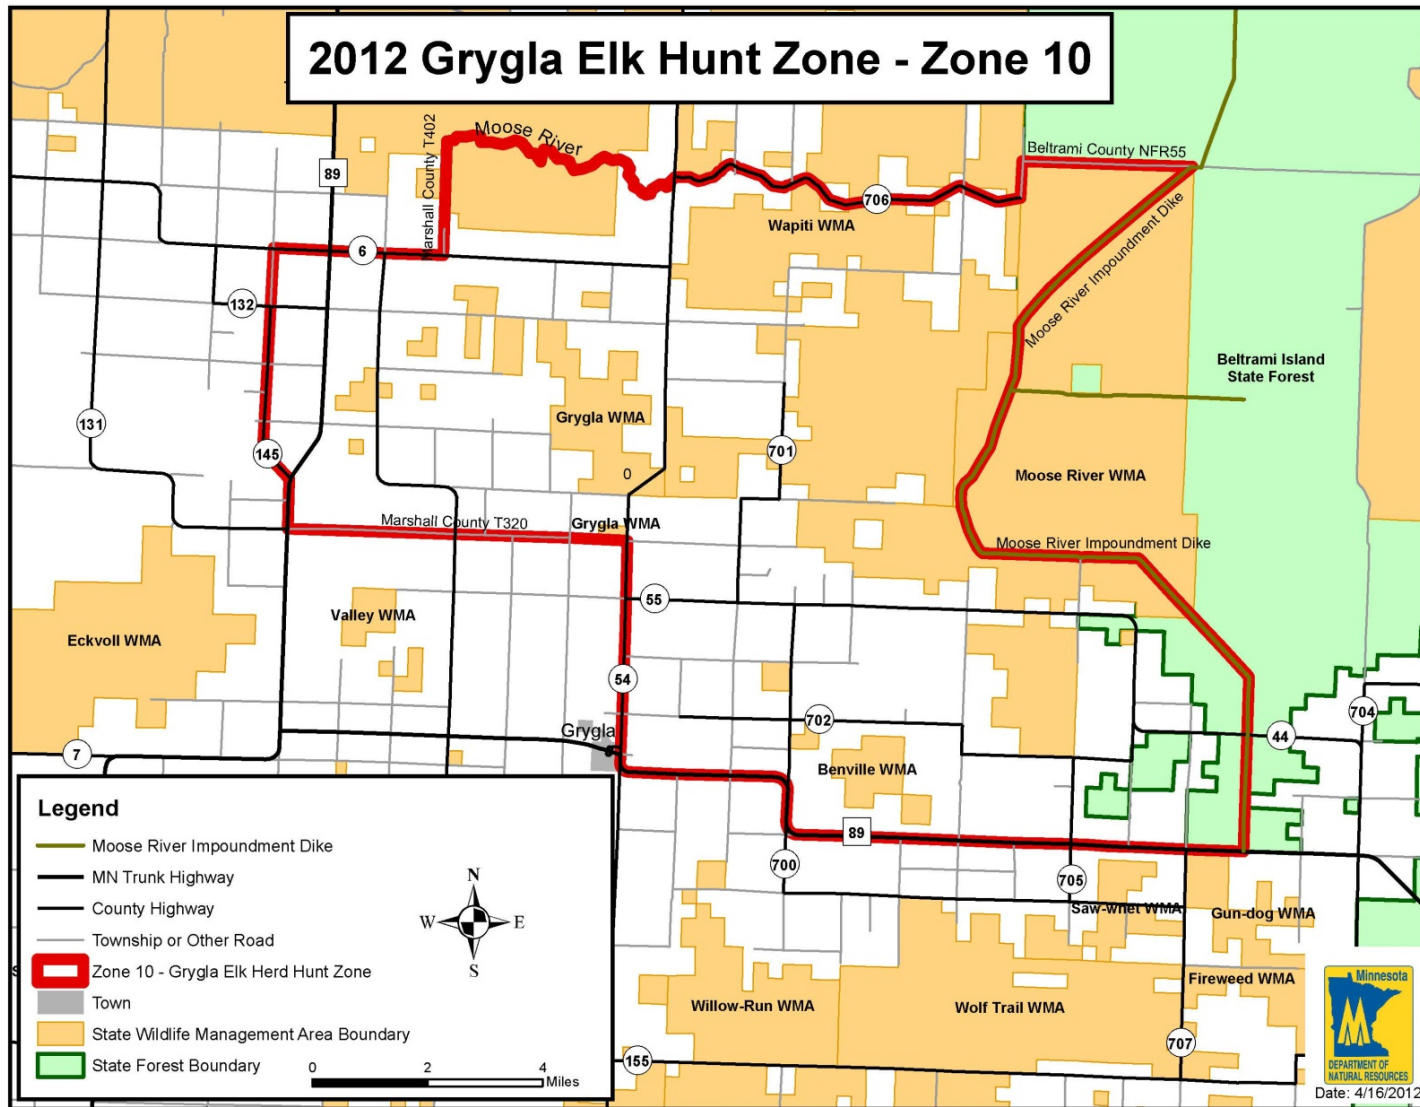 2012 Grygla Elk Hunt Zone - Zone 10
Moose River
Marshall County T402
Beltrami County NFR55
89
706
Wapiti WMA
6
Moose River Impoundment Dike
132
Beltrami Island
State Forest
131
Grygla WMA
701
145
0
Moose River WMA
Marshall County T320
Grygla WMA
Moose River Impoundment Dike
55
Valley WMA
Eckvoll WMA
54
704
702
Grygla
44
7
Benville WMA
89
700
705
Saw-whet WMA
Gun-dog WMA
Fireweed WMA
Willow-Run WMA
Wolf Trail WMA
707
155
Legend
Moose River Impoundment Dike
MN Trunk Highway
County Highway
Township or Other Road
Zone 10 - Grygla Elk Herd Hunt Zone
Town
State Wildlife Management Area Boundary
State Forest Boundary
N
W
E
S
0
2
4
Miles
Minnesota
DEPARTMENT OF
NATURAL RESOURCES
Date: 4/16/2012